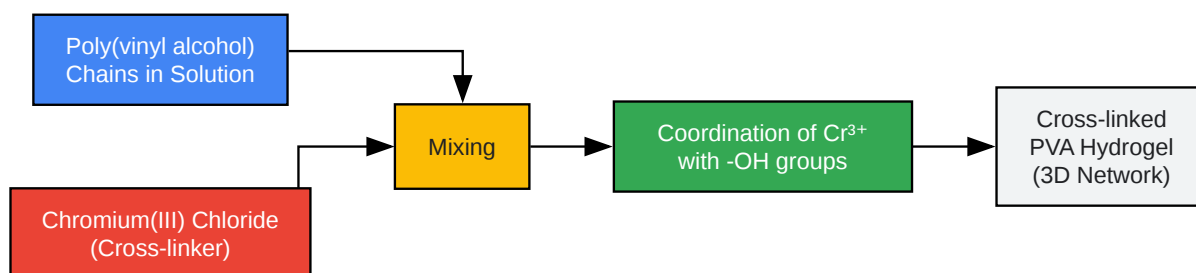 Poly(vinyl alcohol)
Chains in Solution
Chromium(III) Chloride
(Cross-linker)
Mixing
Coordination of Cr³⁺
with -OH groups
Cross-linked
PVA Hydrogel
(3D Network)